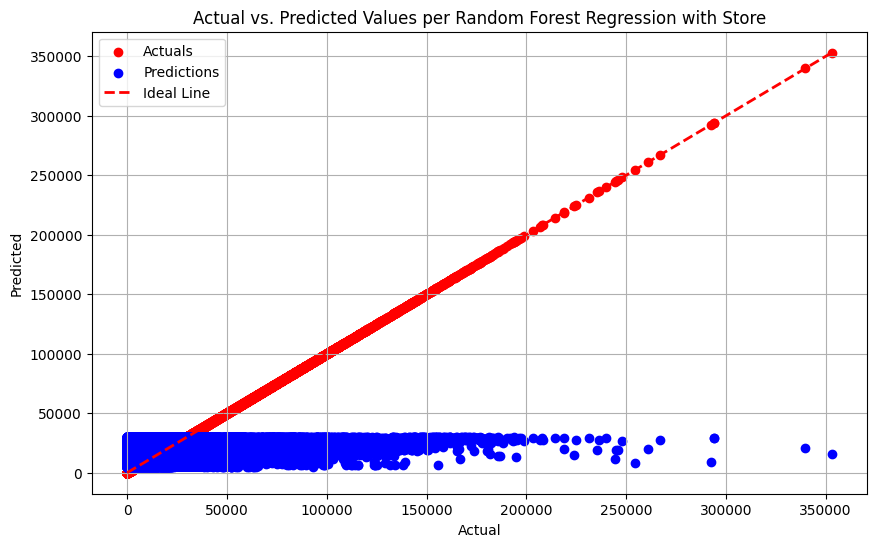 Actual vs. Predicted Values per Random Forest Regression with Store
Actuals
Predictions
Ideal Line
Predicted
350000
300000
250000
200000
150000
100000
50000
0
0 50000 100000 150000 200000 250000 300000 350000
Actual